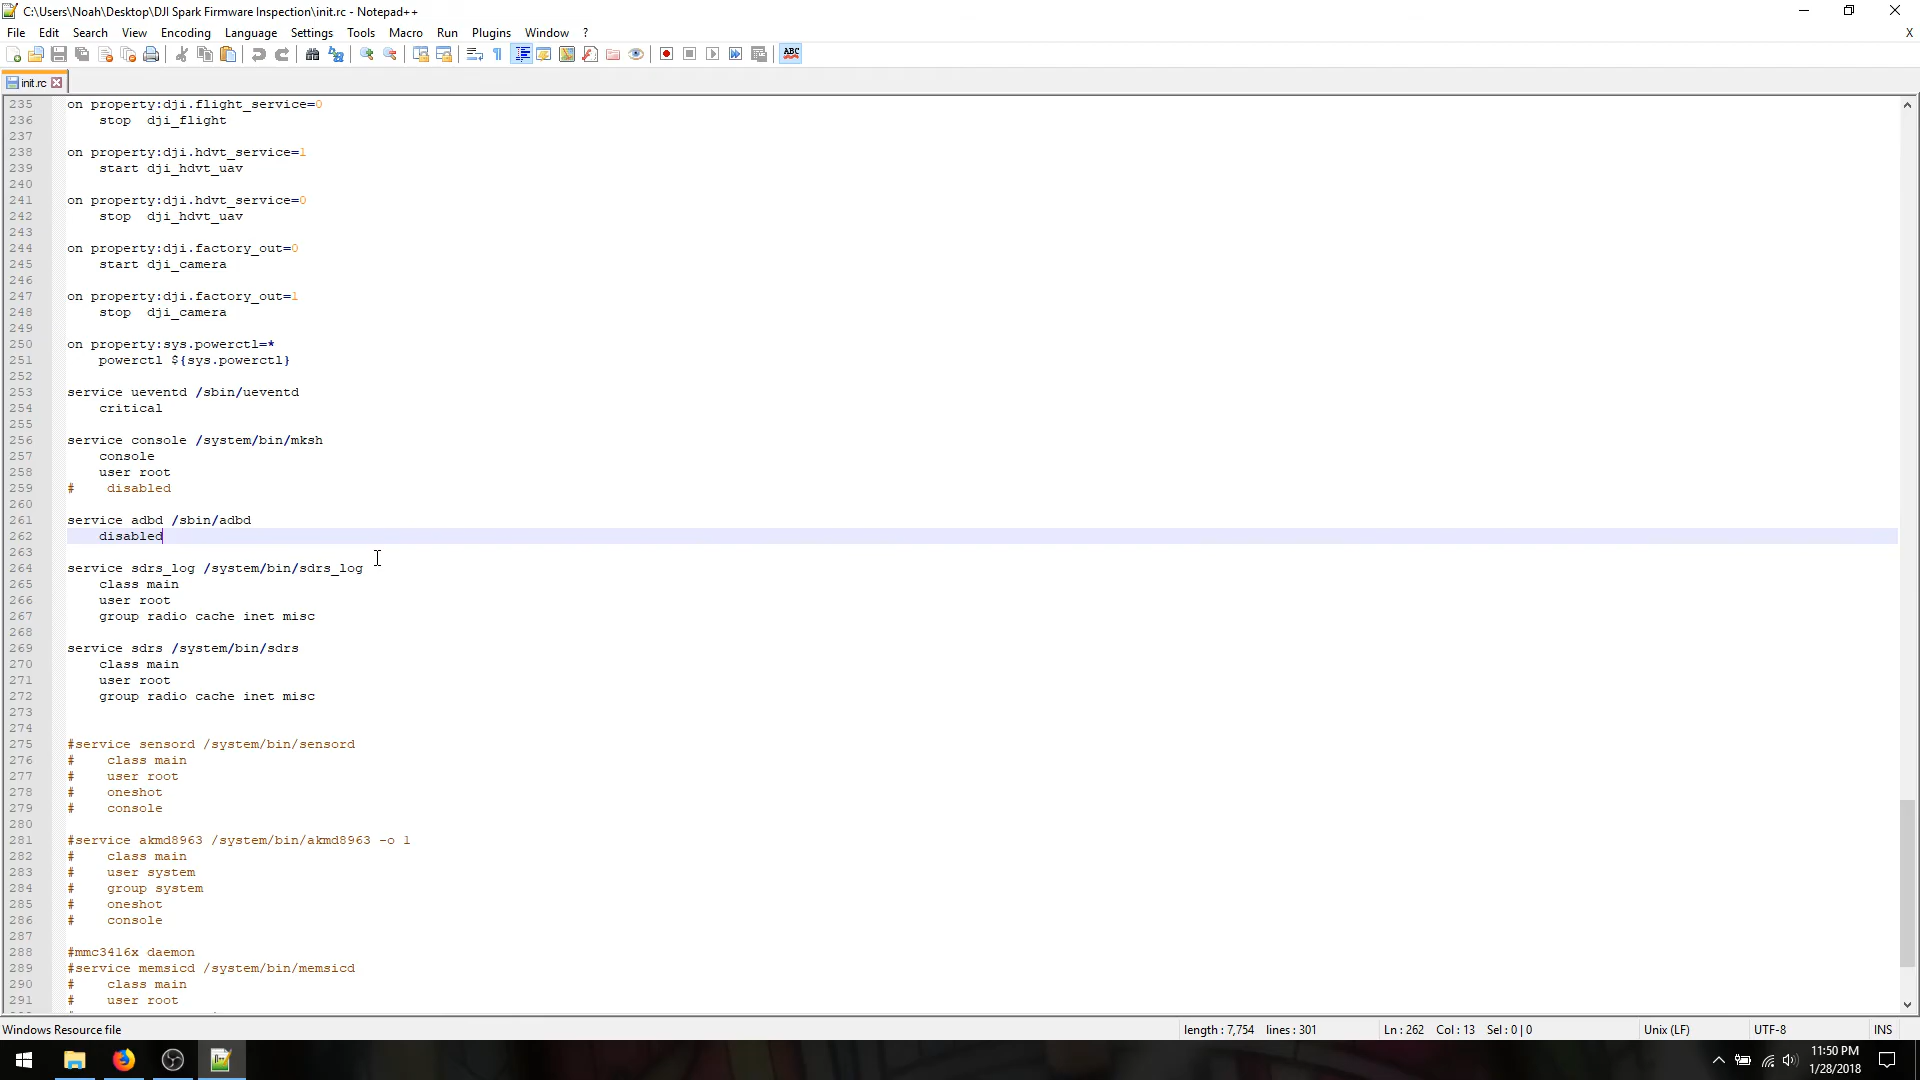 C:\Users\Noah\Desktop\DJI Spark Firmware Inspection\init.rc - Notepad++
File Edit Search View Encoding Language Settings Tools Macro Run Plugins Window ? X
ABC
init.rc
235 on property:dji.flight_service=0
236     stop  dji_flight
237
238 on property:dji.hdvt_service=1
239     start dji_hdvt_uav
240
241 on property:dji.hdvt_service=0
242     stop  dji_hdvt_uav
243
244 on property:dji.factory_out=0
245     start dji_camera
246
247 on property:dji.factory_out=1
248     stop  dji_camera
249
250 on property:sys.powerctl=*
251     powerctl ${sys.powerctl}
252
253 service ueventd /sbin/ueventd
254     critical
255
256 service console /system/bin/mksh
257     console
258     user root
259 #    disabled
260
261 service adbd /sbin/adbd
262     disabled
263
264 service sdrs_log /system/bin/sdrs_log
265     class main
266     user root
267     group radio cache inet misc
268
269 service sdrs /system/bin/sdrs
270     class main
271     user root
272     group radio cache inet misc
273
274
275 #service sensord /system/bin/sensord
276 #    class main
277 #    user root
278 #    oneshot
279 #    console
280
281 #service akmd8963 /system/bin/akmd8963 -o 1
282 #    class main
283 #    user system
284 #    group system
285 #    oneshot
286 #    console
287
288 #mmc3416x daemon
289 #service memsicd /system/bin/memsicd
290 #    class main
291 #    user root
Windows Resource file length : 7,754 lines : 301 Ln : 262 Col : 13 Sel : 0 | 0 Unix (LF) UTF-8 INS
11:50 PM
1/28/2018